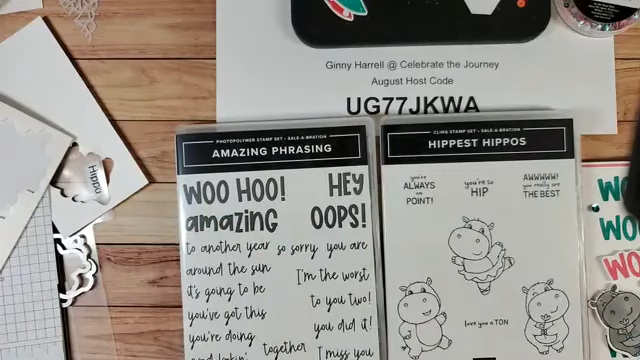 Ginny Harrell @ Celebrate the Journey
August Host Code
UG77JKWA
PHOTOPOLYMER STAMP SET • SALE-A-BRATION
AMAZING PHRASING
WOO HOO!
HEY
amazing
OOPS!
to another year
so sorry
you are
around the sun
I'm the worst
it's going to be
to you two!
you've got this
you did it!
you're doing
together
I miss you
CLING STAMP SET • SALE-A-BRATION
HIPPEST HIPPOS
you're
ALWAYS
on
POINT!
you're so
HIP
AWWWW!
you really are
THE BEST
love you a TON
Hippo
WO
WO